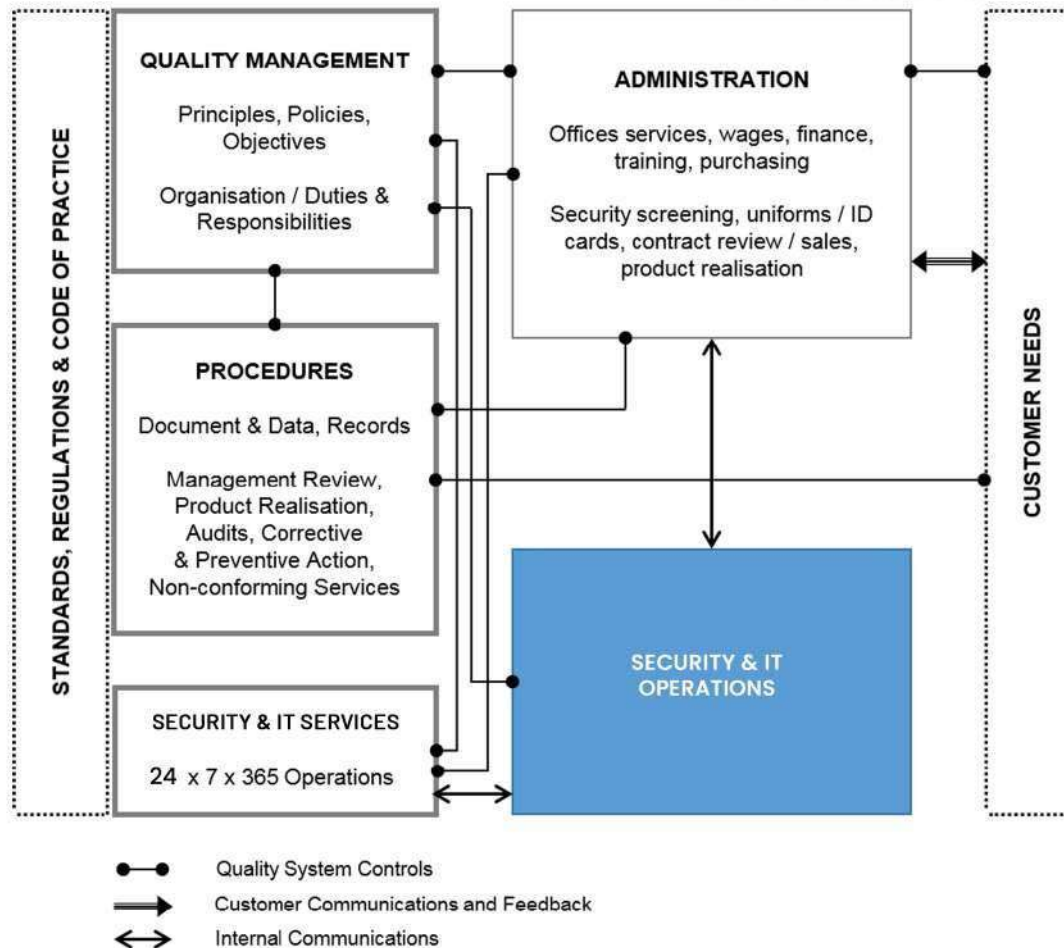 STANDARDS, REGULATIONS & CODE OF PRACTICE
QUALITY MANAGEMENT
Principles, Policies,
Objectives
Organisation / Duties &
Responsibilities
PROCEDURES
Document & Data, Records
Management Review,
Product Realisation,
Audits, Corrective
& Preventive Action,
Non-conforming Services
SECURITY & IT SERVICES
24 x 7 x 365 Operations
ADMINISTRATION
Offices services, wages, finance,
training, purchasing
Security screening, uniforms / ID
cards, contract review / sales,
product realisation
SECURITY & IT
OPERATIONS
CUSTOMER NEEDS
Quality System Controls
Customer Communications and Feedback
Internal Communications